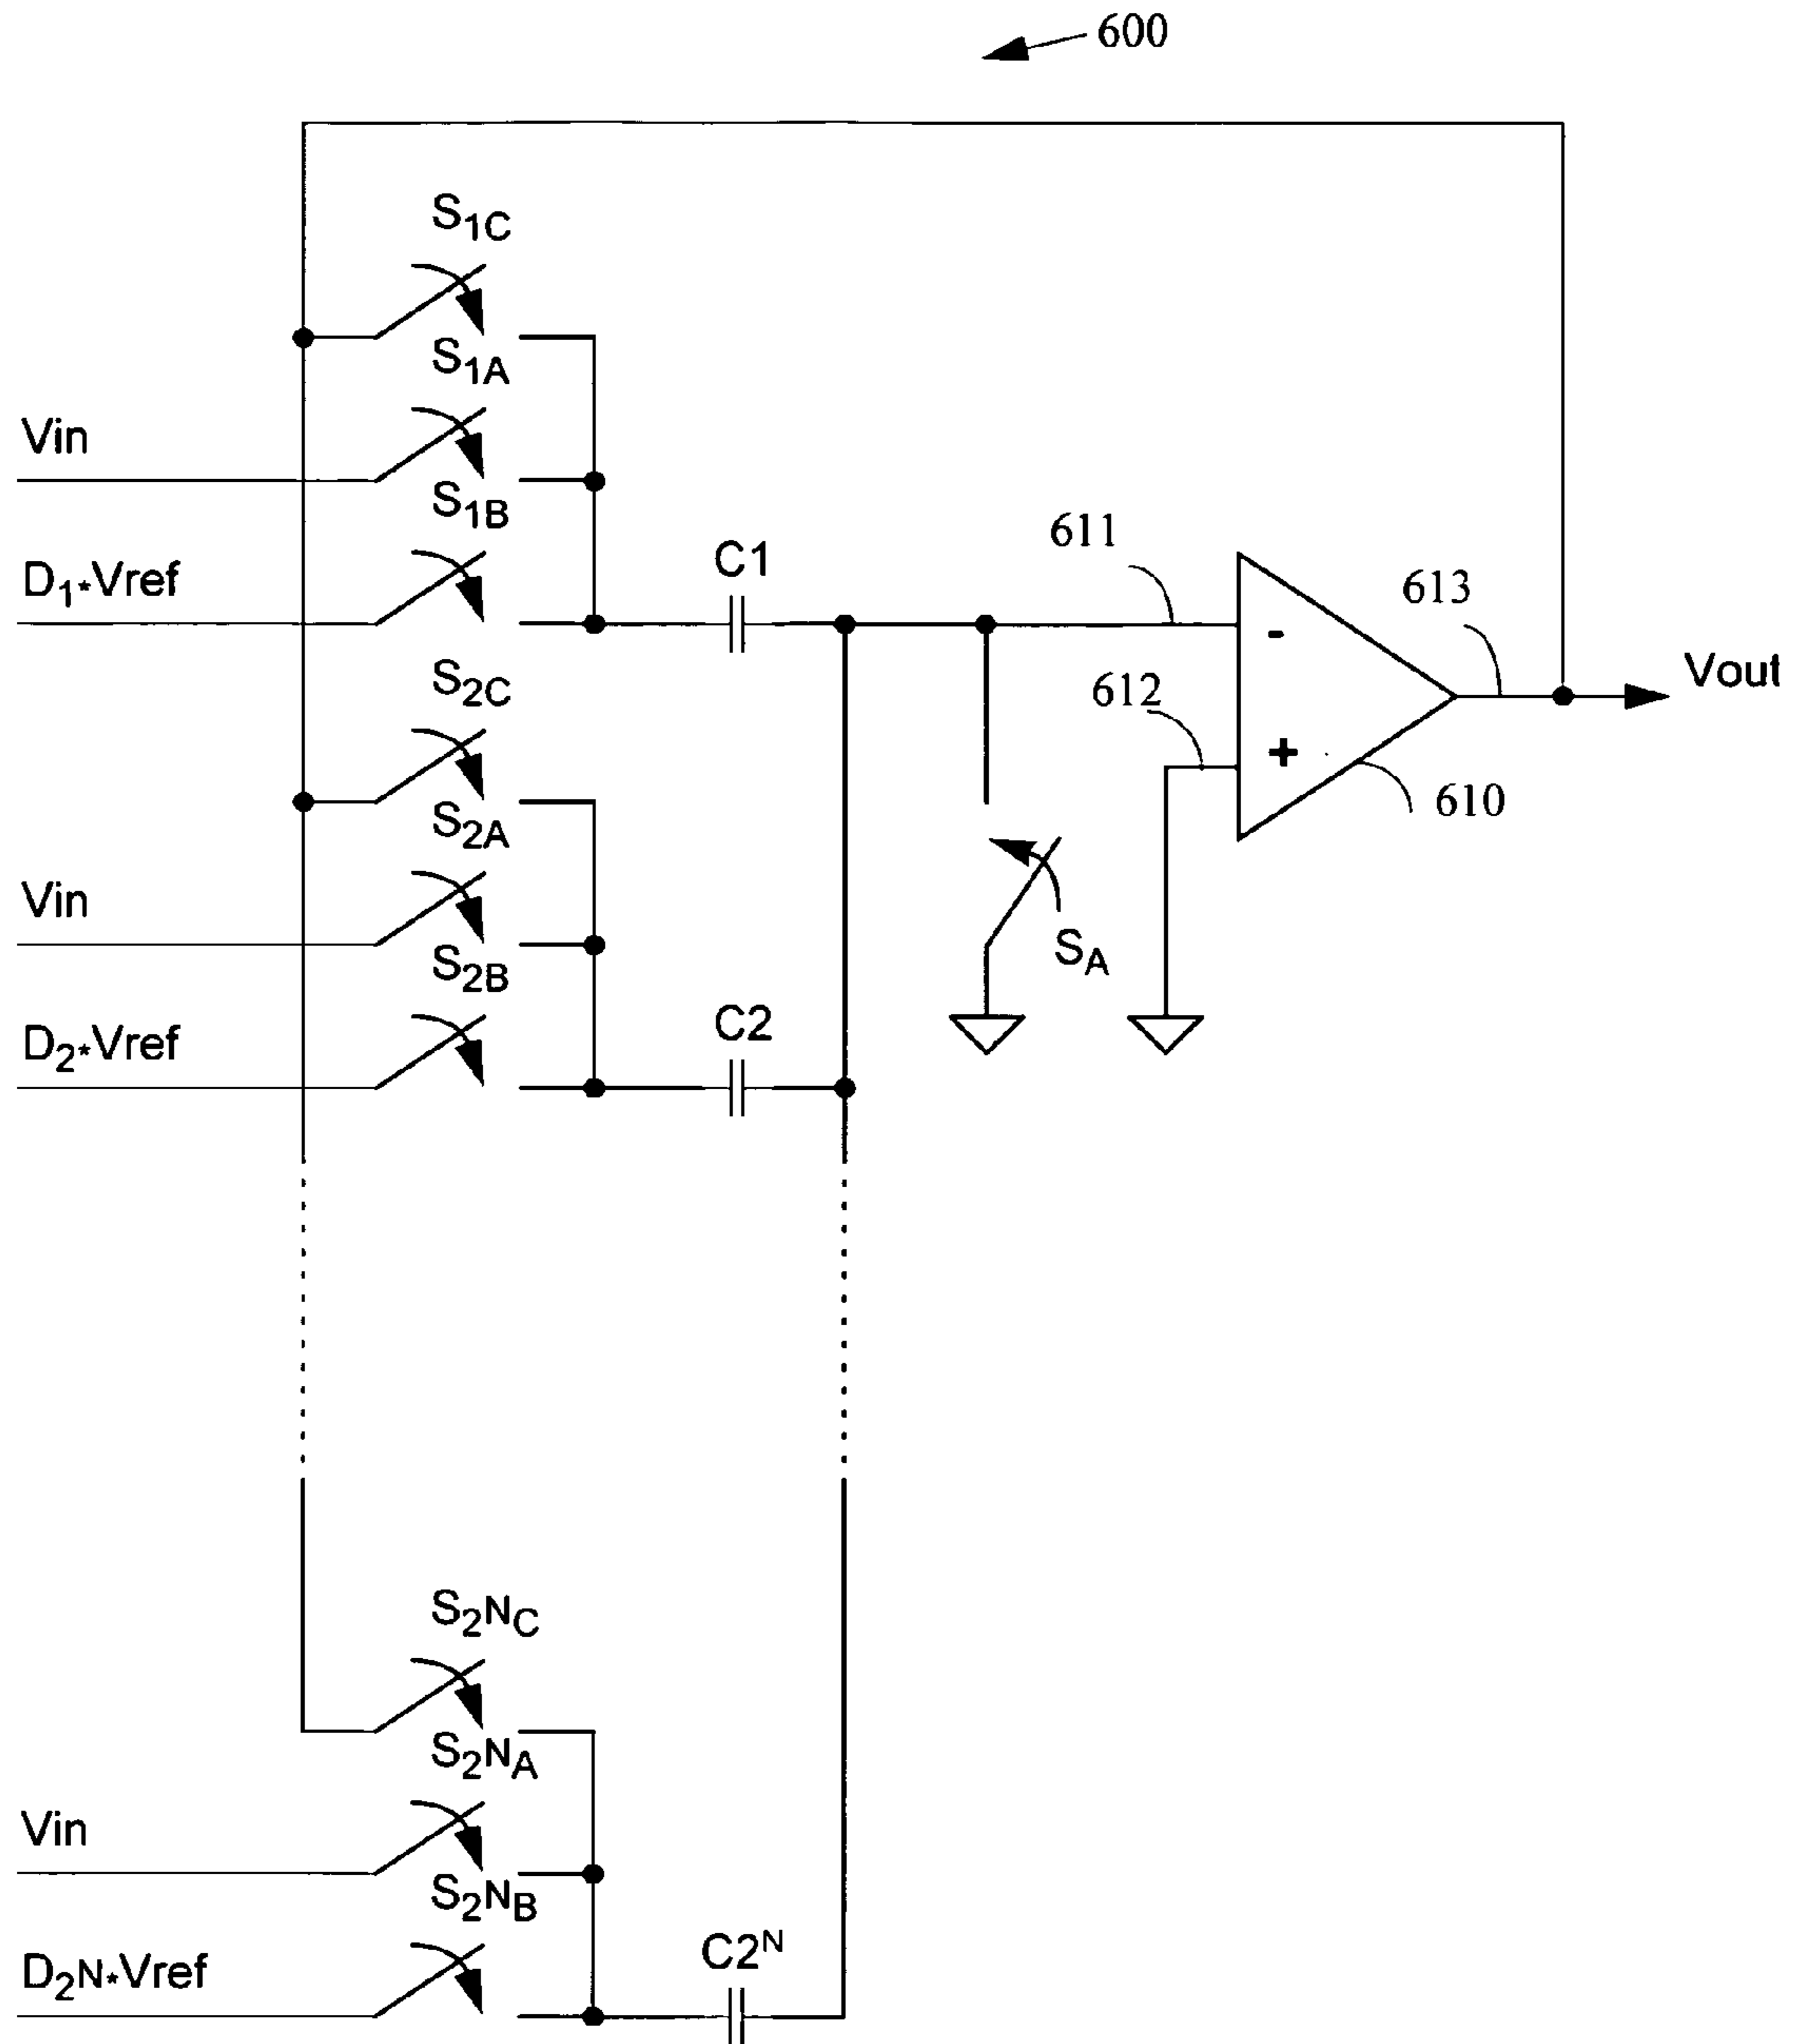 600
S1C
S1A
Vin
S1B
D1*Vref
C1
611
613
Vout
S2C
612
-
+
610
S2A
Vin
S2B
SA
D2*Vref
C2
S2NC
S2NA
Vin
S2NB
D2N*Vref
C2N